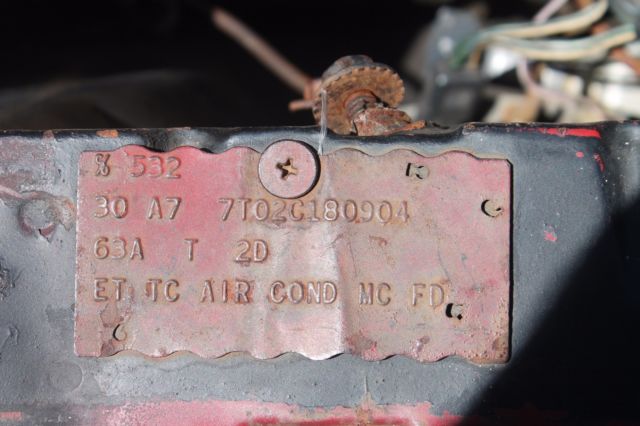 % 532
30 A7 7T02C180904
63A T 2D
ET TC AIR COND MC FD